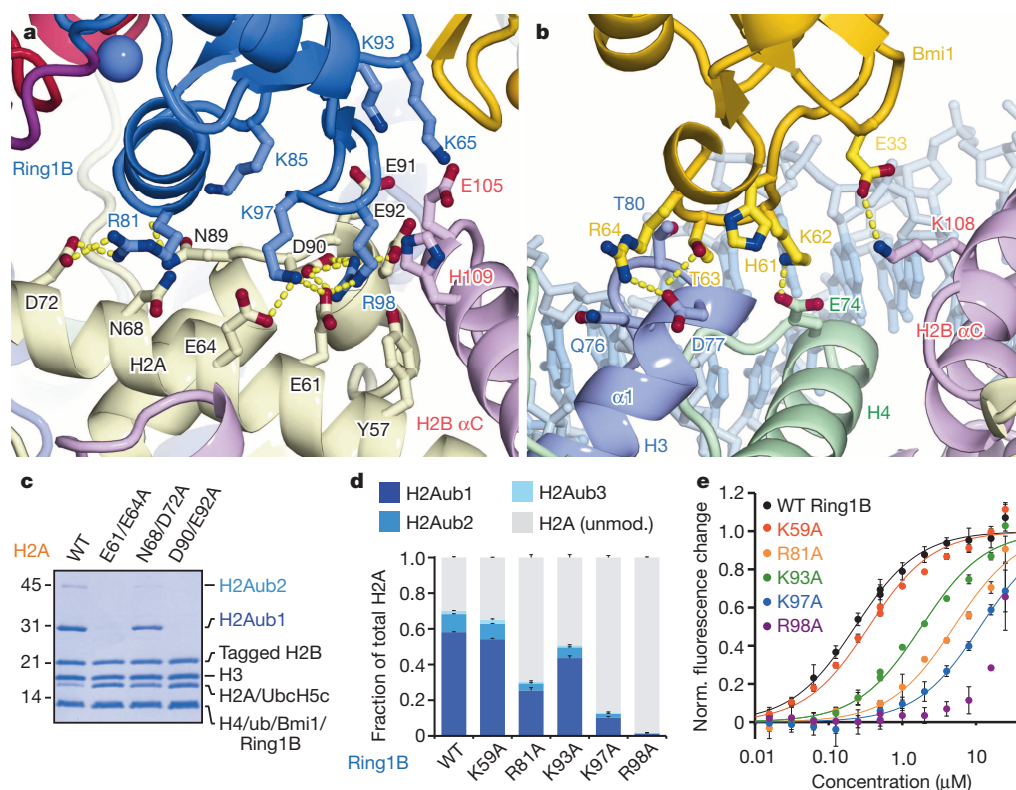 a
K93
Ring1B
K85
K65
E91
E105
R81
K97
E92
N89
D90
H109
D72
N68
R98
H2A
E64
E61
Y57
H2B αC
b
Bmi1
E33
T80
R64
K62
K108
H61
T63
E74
Q76
D77
H2B αC
α1
H4
H3
c
H2A
WT
E61/E64A
N68/D72A
D90/E92A
45
H2Aub2
31
H2Aub1
21
Tagged H2B
H3
14
H2A/UbcH5c
H4/ub/Bmi1/
Ring1B
d
H2Aub1
H2Aub3
H2Aub2
H2A (unmod.)
Fraction of total H2A
1.0
0.8
0.6
0.4
0.2
0
Ring1B
WT
K59A
R81A
K93A
K97A
R98A
e
Norm. fluorescence change
1.2
1.0
0.8
0.6
0.4
0.2
0
WT Ring1B
K59A
R81A
K93A
K97A
R98A
0.01
0.1
1.0
10
Concentration (μM)